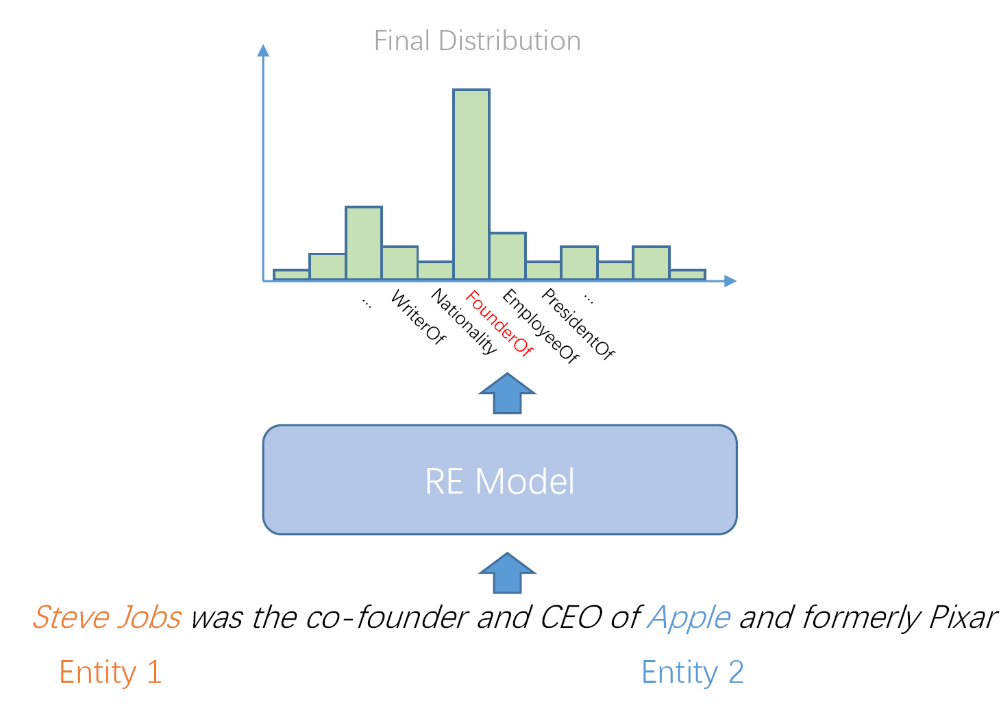 Final Distribution
...
WriterOf
Nationality
FounderOf
EmployeeOf
PresidentOf
...
RE Model
Steve Jobs was the co-founder and CEO of Apple and formerly Pixar
Entity 1 Entity 2